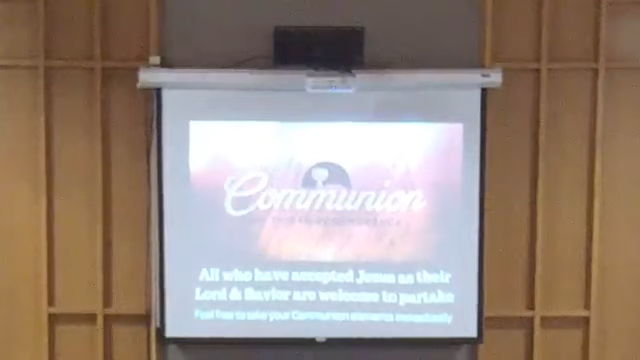 Communion
All who have accepted Jesus as their
Lord & Savior are welcome to partake
Feel free to take your Communion elements immediately